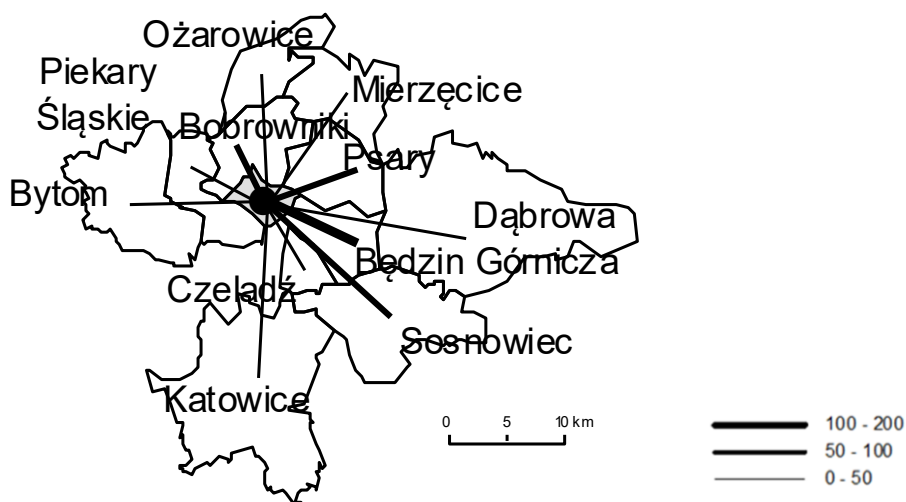 Ożarowice
Piekary
Śląskie
Mierzęcice
Bobrowniki
Psary
Bytom
Dąbrowa
Będzin Górnicza
Czeladź
Sosnowiec
Katowice
0 5 10 km
100 - 200
50 - 100
0 - 50